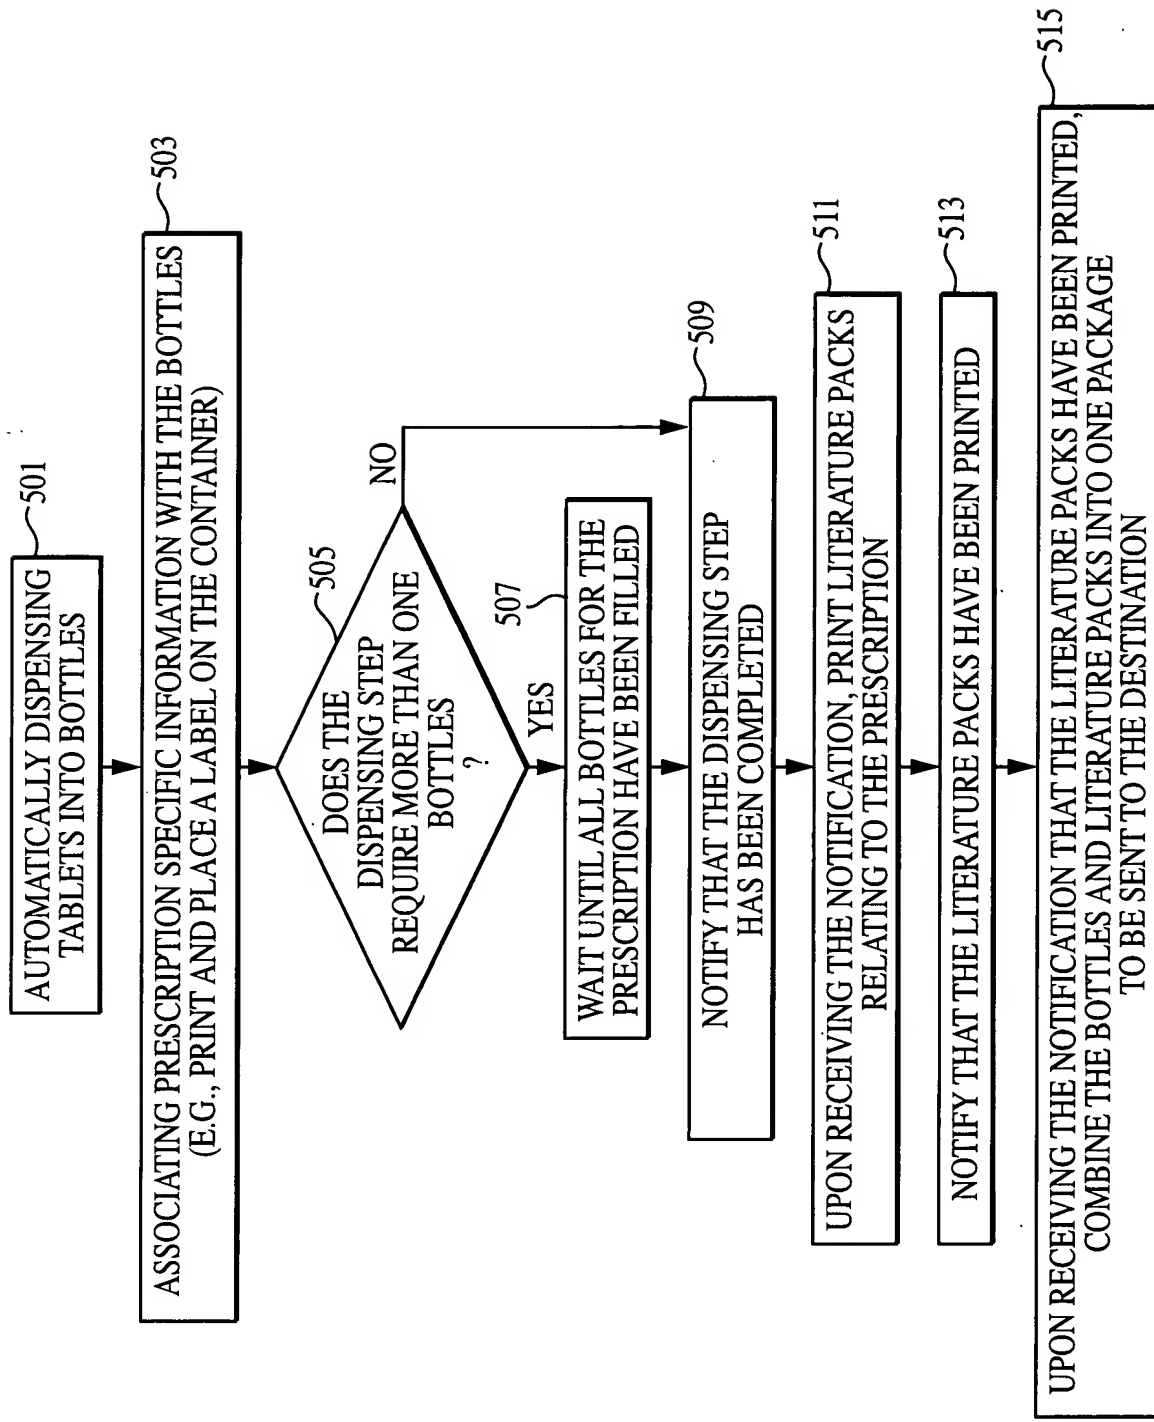 AUTOMATICALLY DISPENSING
TABLETS INTO BOTTLES
501
ASSOCIATING PRESCRIPTION SPECIFIC INFORMATION WITH THE BOTTLES
(E.G., PRINT AND PLACE A LABEL ON THE CONTAINER)
503
DOES THE
DISPENSING STEP
REQUIRE MORE THAN ONE
BOTTLES
?
505
NO
YES
507
WAIT UNTIL ALL BOTTLES FOR THE
PRESCRIPTION HAVE BEEN FILLED
NOTIFY THAT THE DISPENSING STEP
HAS BEEN COMPLETED
509
UPON RECEIVING THE NOTIFICATION, PRINT LITERATURE PACKS
RELATING TO THE PRESCRIPTION
511
NOTIFY THAT THE LITERATURE PACKS HAVE BEEN PRINTED
513
UPON RECEIVING THE NOTIFICATION THAT THE LITERATURE PACKS HAVE BEEN PRINTED,
COMBINE THE BOTTLES AND LITERATURE PACKS INTO ONE PACKAGE
TO BE SENT TO THE DESTINATION
515